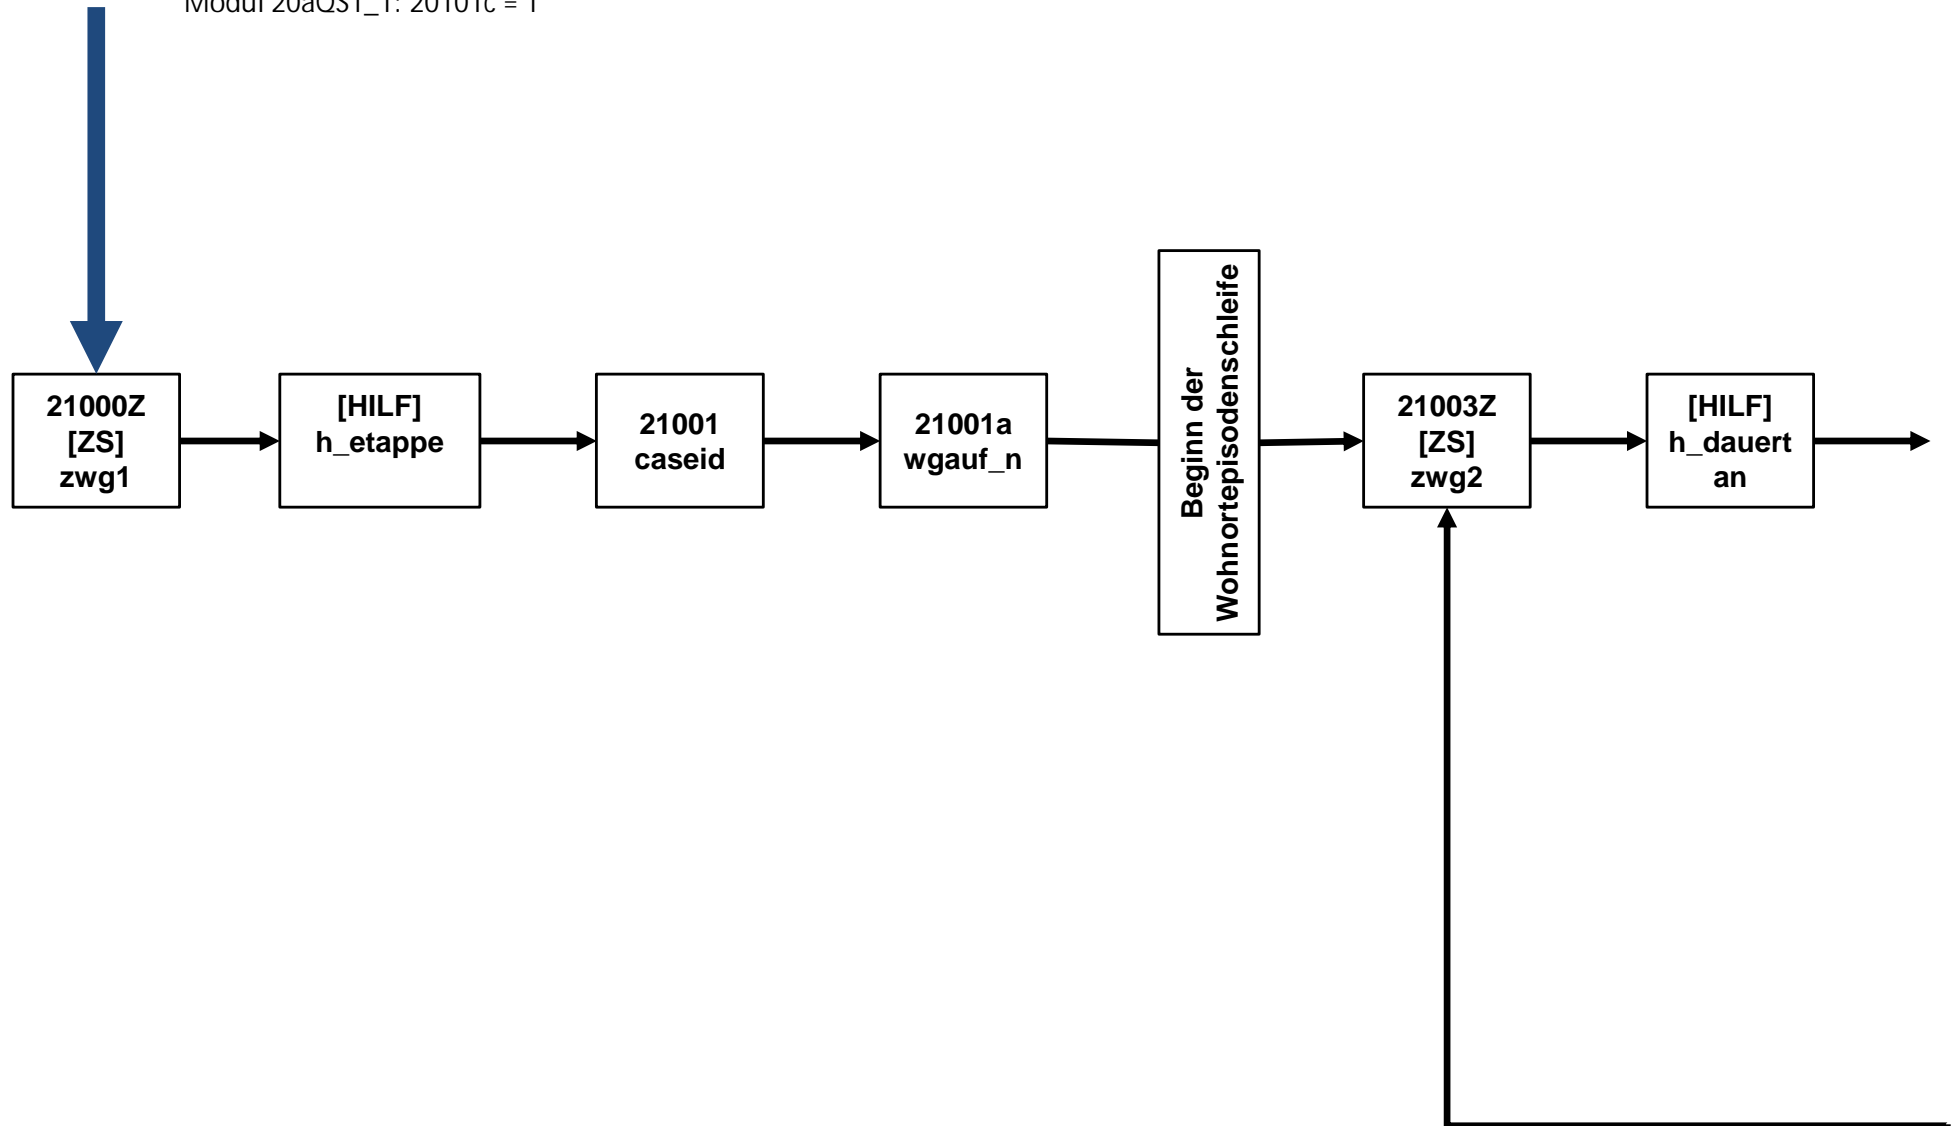 Modul 20aQS1_1: 20101c = 1
21000Z
[ZS]
zwg1
[HILF]
h_etappe
21001
caseid
21001a
wgauf_n
Beginn der
Wohnortepisodenschleife
21003Z
[ZS]
zwg2
[HILF]
h_dauert
an